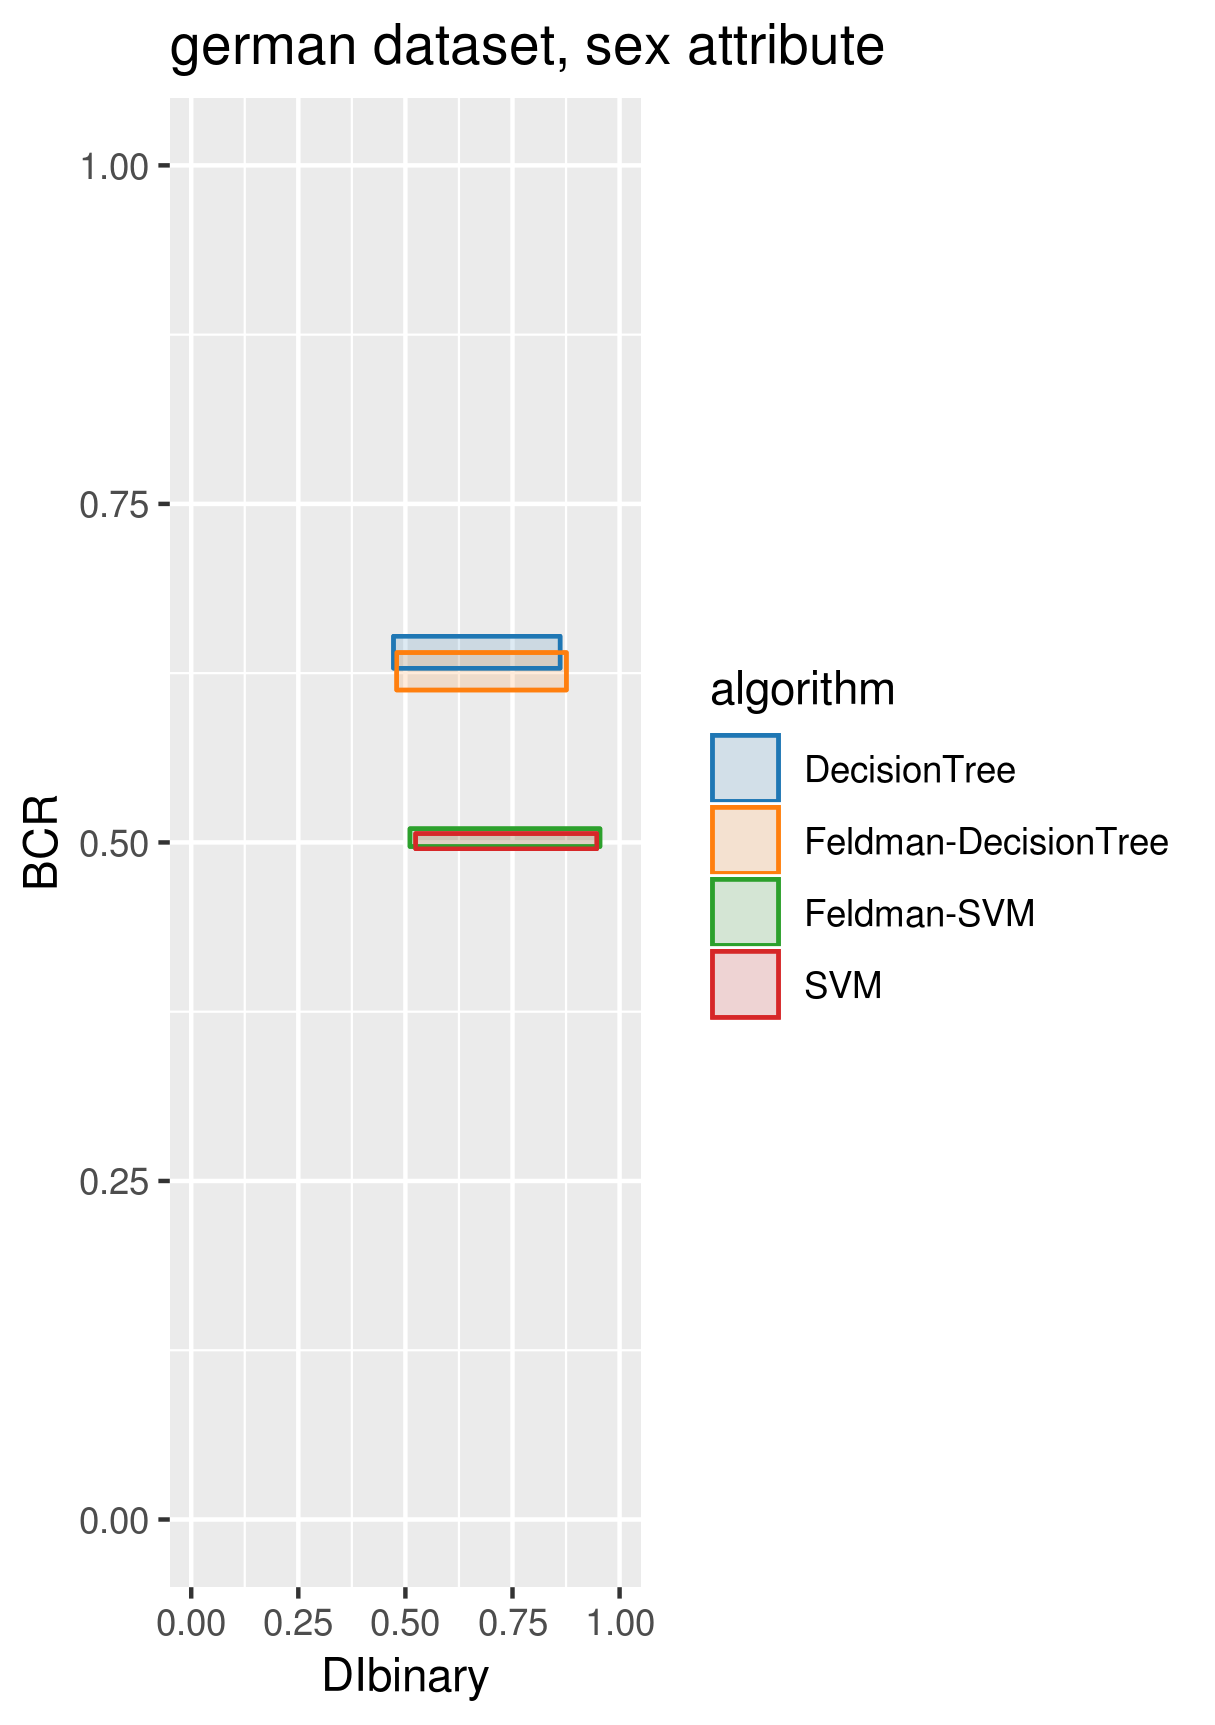 german dataset, sex attribute
1.00
0.75
0.50
0.25
0.00
BCR
0.00 0.25 0.50 0.75 1.00
DIbinary
algorithm
DecisionTree
Feldman-DecisionTree
Feldman-SVM
SVM